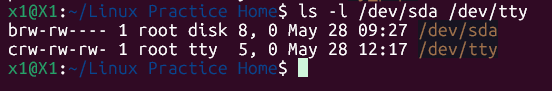 x1@X1:~/Linux Practice Home$ ls -l /dev/sda /dev/tty
brw-rw---- 1 root disk 8, 0 May 28 09:27 /dev/sda
crw-rw-rw- 1 root tty  5, 0 May 28 12:17 /dev/tty
x1@X1:~/Linux Practice Home$